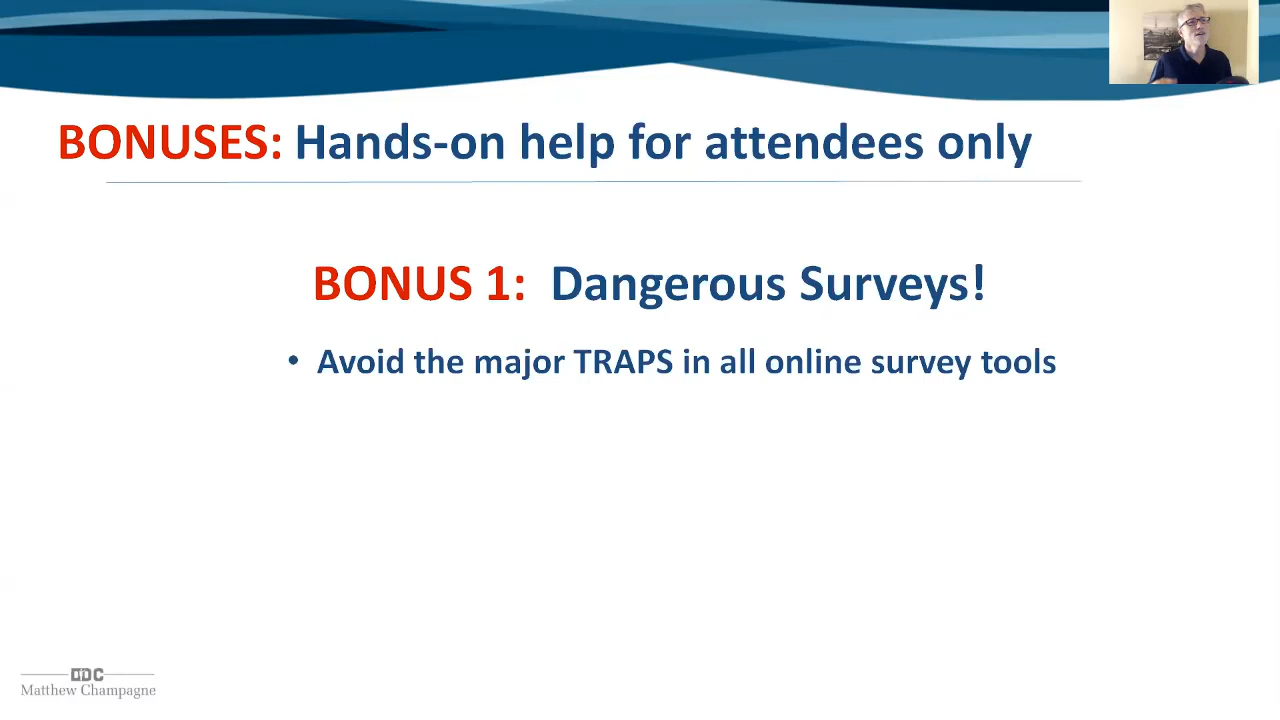 BONUSES: Hands-on help for attendees only
BONUS 1: Dangerous Surveys!
• Avoid the major TRAPS in all online survey tools
Matthew Champagne